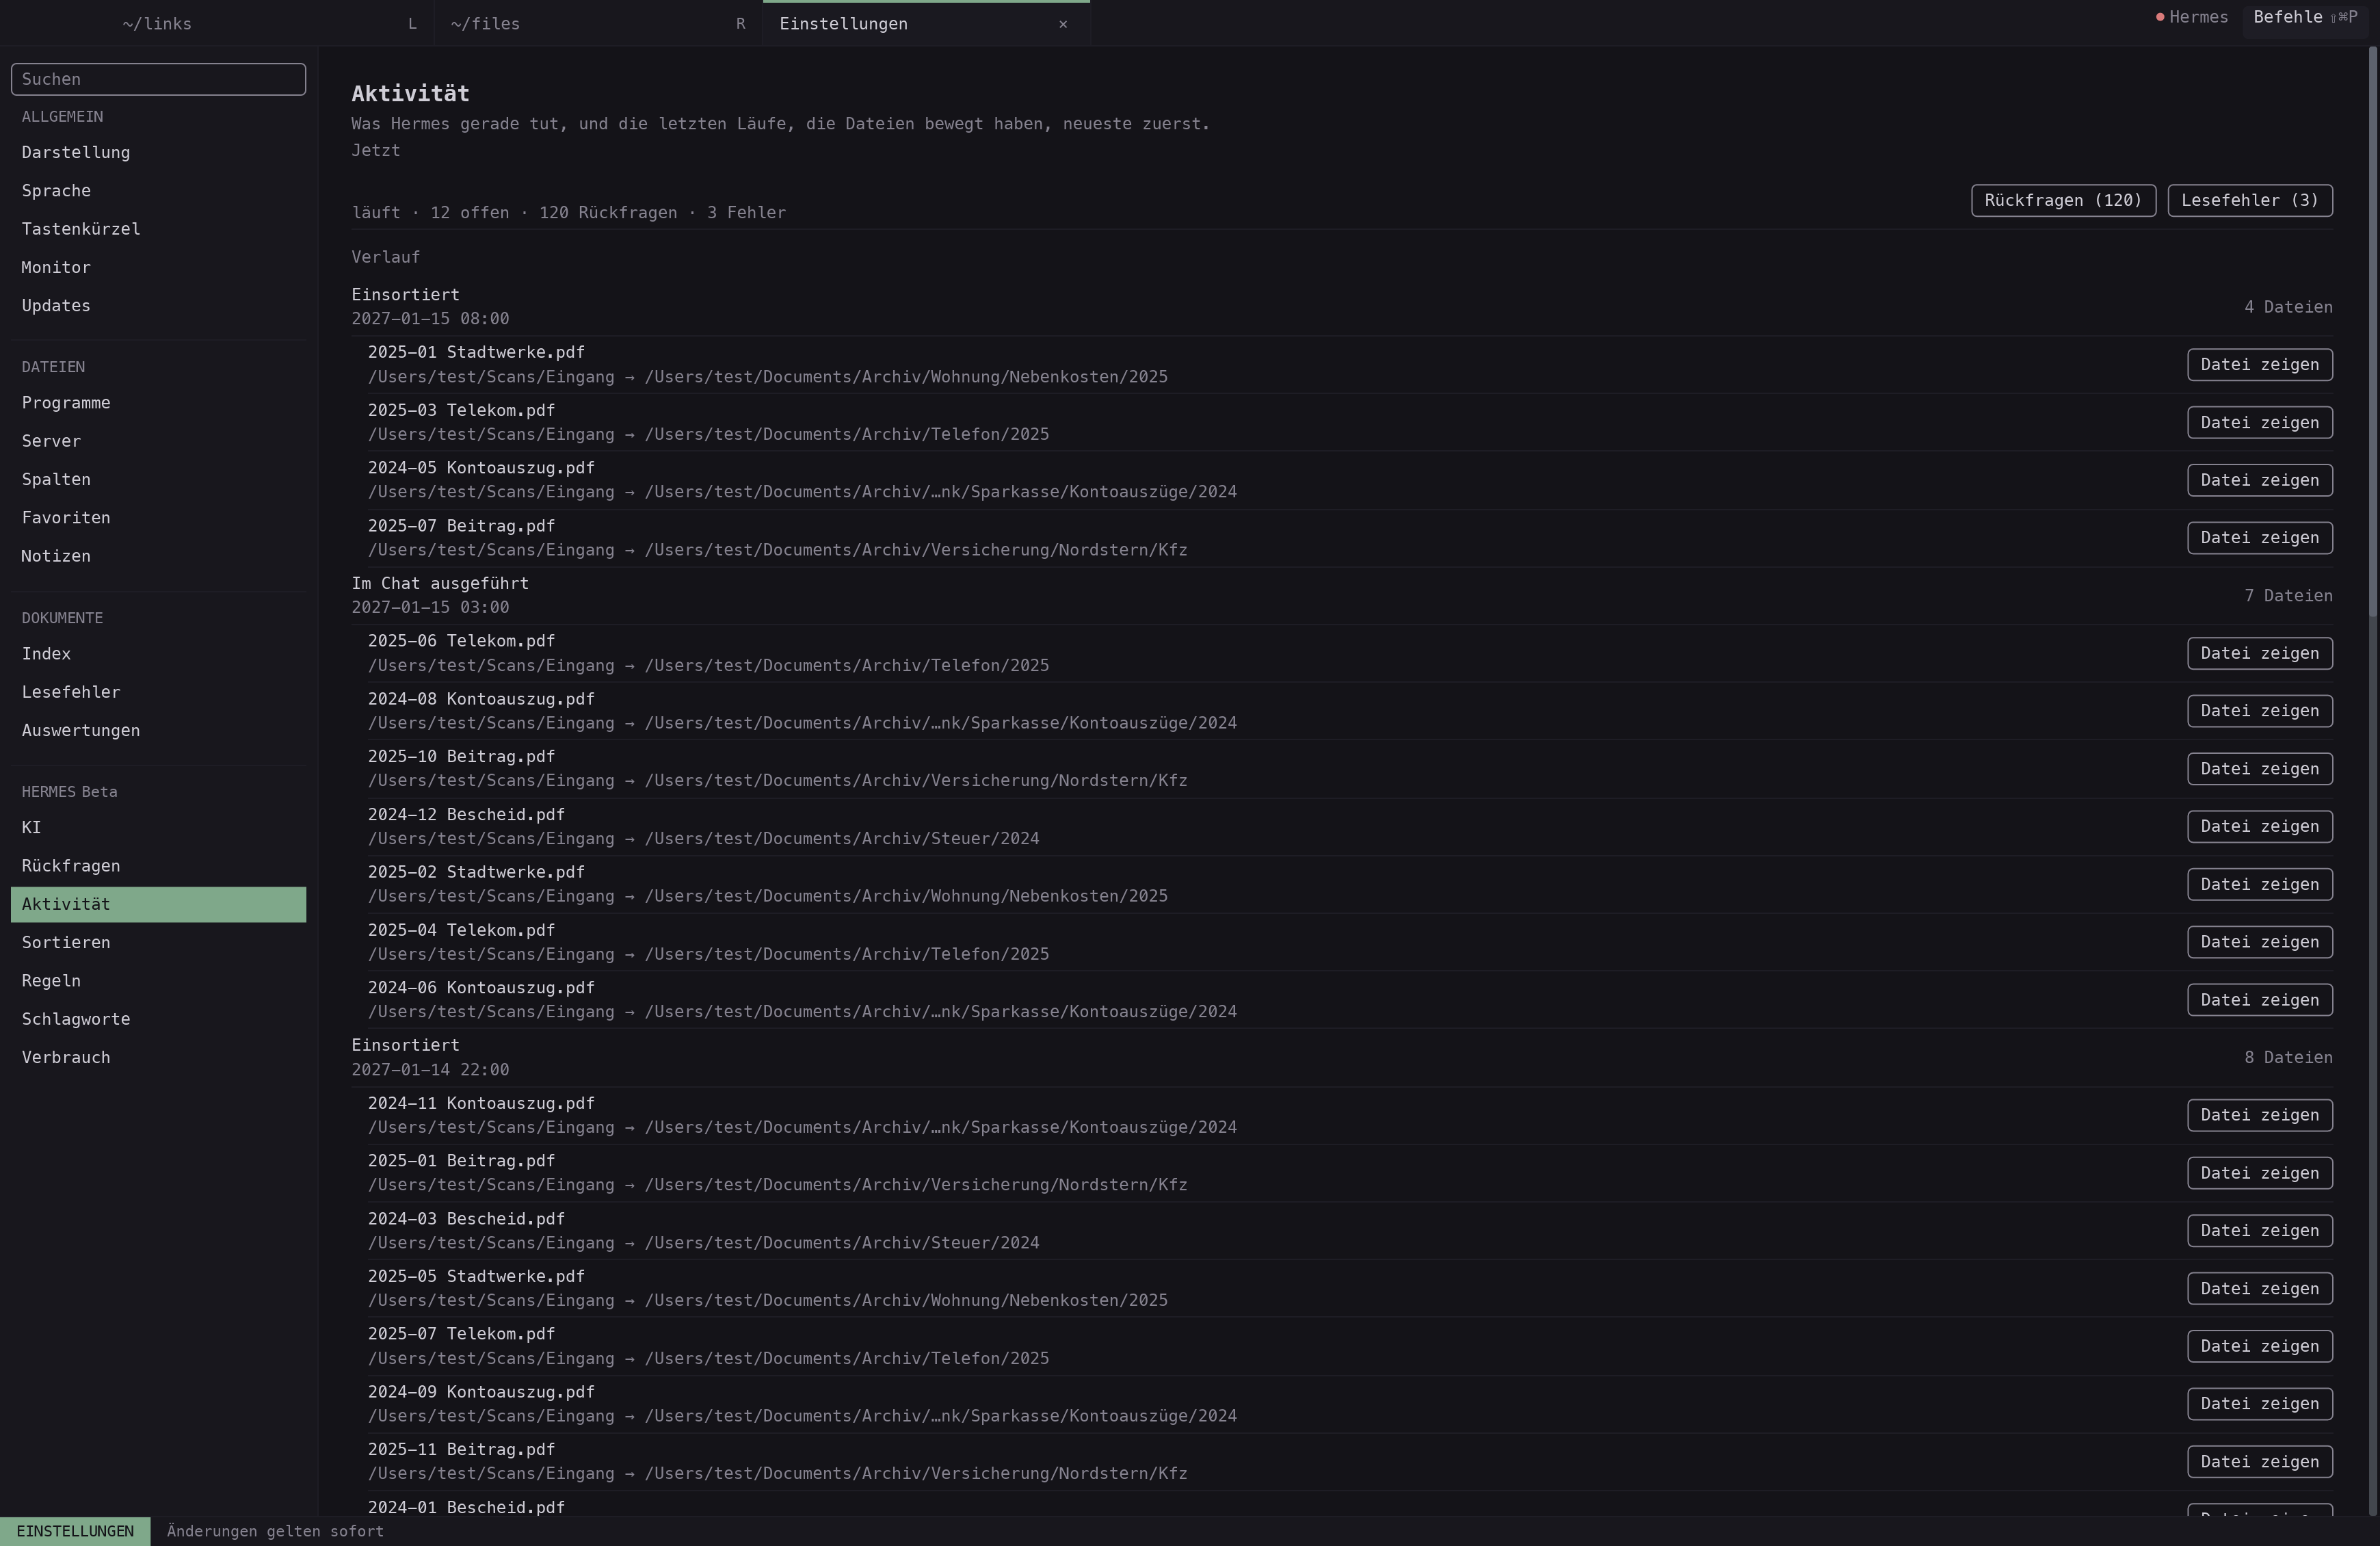 ~/links L ~/files R Einstellungen × Hermes Befehle ⇧⌘P
Suchen
ALLGEMEIN
Darstellung
Sprache
Tastenkürzel
Monitor
Updates
DATEIEN
Programme
Server
Spalten
Favoriten
Notizen
DOKUMENTE
Index
Lesefehler
Auswertungen
HERMES Beta
KI
Rückfragen
Aktivität
Sortieren
Regeln
Schlagworte
Verbrauch
Aktivität
Was Hermes gerade tut, und die letzten Läufe, die Dateien bewegt haben, neueste zuerst.
Jetzt
läuft · 12 offen · 120 Rückfragen · 3 Fehler Rückfragen (120) Lesefehler (3)
Verlauf
Einsortiert
2027-01-15 08:00 4 Dateien
2025-01 Stadtwerke.pdf
/Users/test/Scans/Eingang → /Users/test/Documents/Archiv/Wohnung/Nebenkosten/2025 Datei zeigen
2025-03 Telekom.pdf
/Users/test/Scans/Eingang → /Users/test/Documents/Archiv/Telefon/2025 Datei zeigen
2024-05 Kontoauszug.pdf
/Users/test/Scans/Eingang → /Users/test/Documents/Archiv/…nk/Sparkasse/Kontoauszüge/2024 Datei zeigen
2025-07 Beitrag.pdf
/Users/test/Scans/Eingang → /Users/test/Documents/Archiv/Versicherung/Nordstern/Kfz Datei zeigen
Im Chat ausgeführt
2027-01-15 03:00 7 Dateien
2025-06 Telekom.pdf
/Users/test/Scans/Eingang → /Users/test/Documents/Archiv/Telefon/2025 Datei zeigen
2024-08 Kontoauszug.pdf
/Users/test/Scans/Eingang → /Users/test/Documents/Archiv/…nk/Sparkasse/Kontoauszüge/2024 Datei zeigen
2025-10 Beitrag.pdf
/Users/test/Scans/Eingang → /Users/test/Documents/Archiv/Versicherung/Nordstern/Kfz Datei zeigen
2024-12 Bescheid.pdf
/Users/test/Scans/Eingang → /Users/test/Documents/Archiv/Steuer/2024 Datei zeigen
2025-02 Stadtwerke.pdf
/Users/test/Scans/Eingang → /Users/test/Documents/Archiv/Wohnung/Nebenkosten/2025 Datei zeigen
2025-04 Telekom.pdf
/Users/test/Scans/Eingang → /Users/test/Documents/Archiv/Telefon/2025 Datei zeigen
2024-06 Kontoauszug.pdf
/Users/test/Scans/Eingang → /Users/test/Documents/Archiv/…nk/Sparkasse/Kontoauszüge/2024 Datei zeigen
Einsortiert
2027-01-14 22:00 8 Dateien
2024-11 Kontoauszug.pdf
/Users/test/Scans/Eingang → /Users/test/Documents/Archiv/…nk/Sparkasse/Kontoauszüge/2024 Datei zeigen
2025-01 Beitrag.pdf
/Users/test/Scans/Eingang → /Users/test/Documents/Archiv/Versicherung/Nordstern/Kfz Datei zeigen
2024-03 Bescheid.pdf
/Users/test/Scans/Eingang → /Users/test/Documents/Archiv/Steuer/2024 Datei zeigen
2025-05 Stadtwerke.pdf
/Users/test/Scans/Eingang → /Users/test/Documents/Archiv/Wohnung/Nebenkosten/2025 Datei zeigen
2025-07 Telekom.pdf
/Users/test/Scans/Eingang → /Users/test/Documents/Archiv/Telefon/2025 Datei zeigen
2024-09 Kontoauszug.pdf
/Users/test/Scans/Eingang → /Users/test/Documents/Archiv/…nk/Sparkasse/Kontoauszüge/2024 Datei zeigen
2025-11 Beitrag.pdf
/Users/test/Scans/Eingang → /Users/test/Documents/Archiv/Versicherung/Nordstern/Kfz Datei zeigen
2024-01 Bescheid.pdf
EINSTELLUNGEN Änderungen gelten sofort